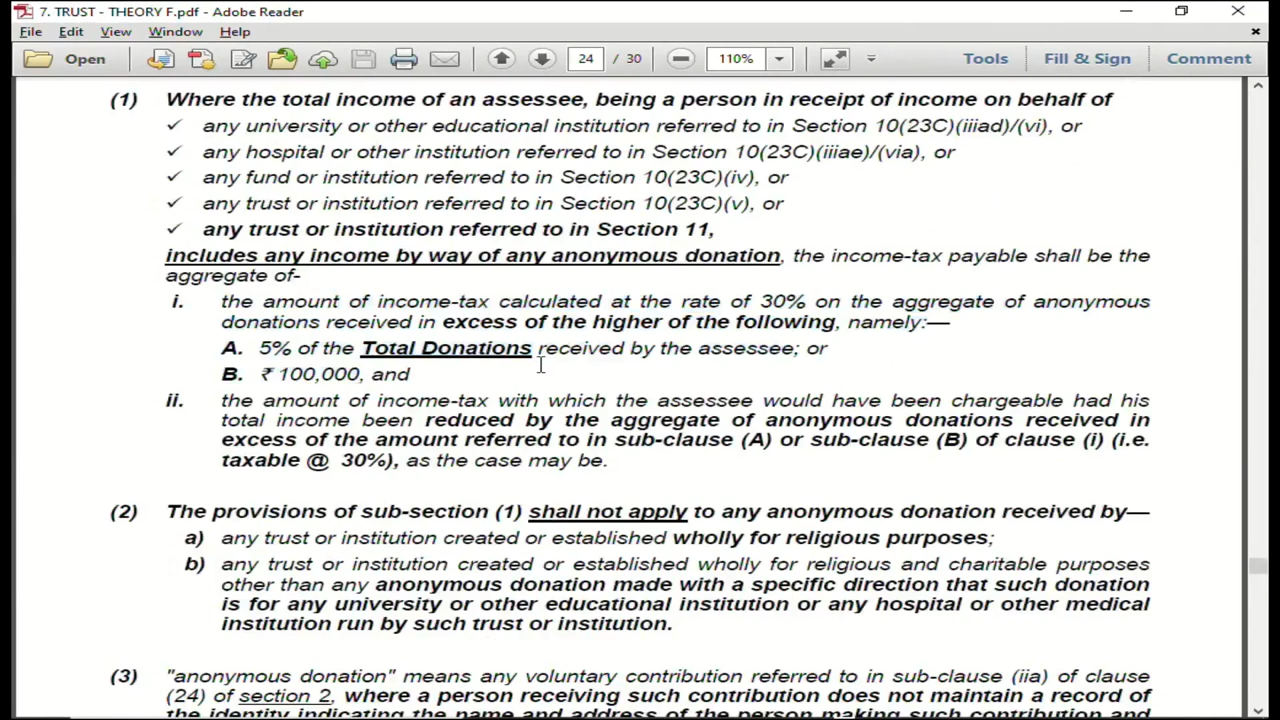 7. TRUST - THEORY F.pdf - Adobe Reader
File Edit View Window Help
Open 24 / 30 110% Tools Fill & Sign Comment
(1) Where the total income of an assessee, being a person in receipt of income on behalf of
✓ any university or other educational institution referred to in Section 10(23C)(iiiad)/(vi), or
✓ any hospital or other institution referred to in Section 10(23C)(iiiae)/(via), or
✓ any fund or institution referred to in Section 10(23C)(iv), or
✓ any trust or institution referred to in Section 10(23C)(v), or
✓ any trust or institution referred to in Section 11,
includes any income by way of any anonymous donation, the income-tax payable shall be the
aggregate of-
i. the amount of income-tax calculated at the rate of 30% on the aggregate of anonymous
donations received in excess of the higher of the following, namely:—
A. 5% of the Total Donations received by the assessee; or
B. ₹ 100,000, and
ii. the amount of income-tax with which the assessee would have been chargeable had his
total income been reduced by the aggregate of anonymous donations received in
excess of the amount referred to in sub-clause (A) or sub-clause (B) of clause (i) (i.e.
taxable @ 30%), as the case may be.
(2) The provisions of sub-section (1) shall not apply to any anonymous donation received by—
a) any trust or institution created or established wholly for religious purposes;
b) any trust or institution created or established wholly for religious and charitable purposes
other than any anonymous donation made with a specific direction that such donation
is for any university or other educational institution or any hospital or other medical
institution run by such trust or institution.
(3) "anonymous donation" means any voluntary contribution referred to in sub-clause (iia) of clause
(24) of section 2, where a person receiving such contribution does not maintain a record of
the identity indicating the name and address of the person making such contribution and